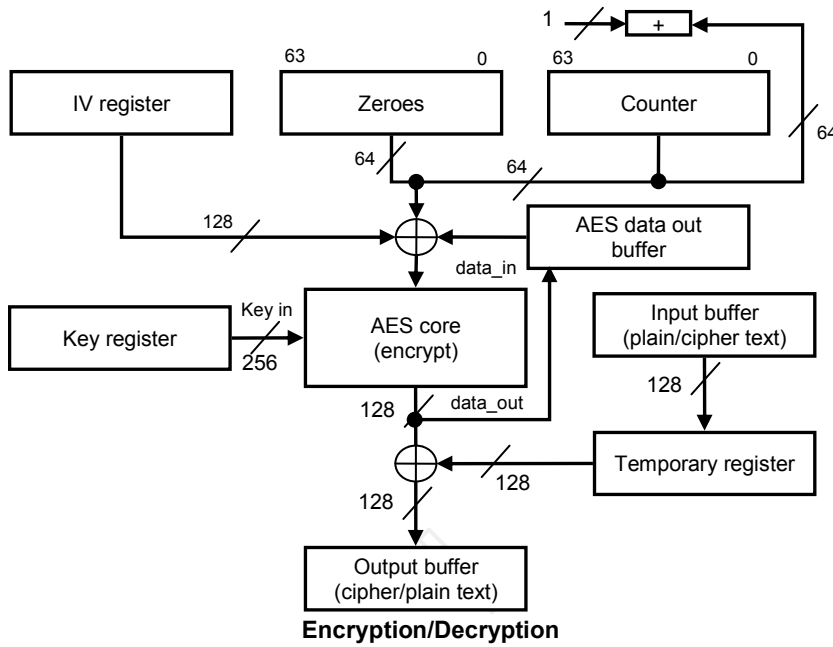 1
+
63
0
63
0
IV register
Zeroes
Counter
64
64
64
128
AES data out
buffer
data_in
Key register
Key in
256
AES core
(encrypt)
Input buffer
(plain/cipher text)
128
128
data_out
Temporary register
128
128
Output buffer
(cipher/plain text)
Encryption/Decryption